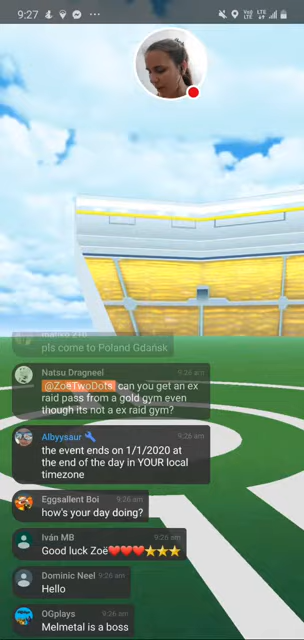 9:27
VoI) LTE
LTE
pls come to Poland Gdańsk
Natsu Dragneel 9:26 am
@ZoëTwoDots can you get an ex
raid pass from a gold gym even
though its not a ex raid gym?
Albyysaur 9:26 am
the event ends on 1/1/2020 at
the end of the day in YOUR local
timezone
Eggsallent Boi 9:26 am
how's your day doing?
Iván MB 9:26 am
Good luck Zoë❤❤❤⭐⭐⭐
Dominic Neel 9:26 am
Hello
OGplays 9:26 am
Melmetal is a boss